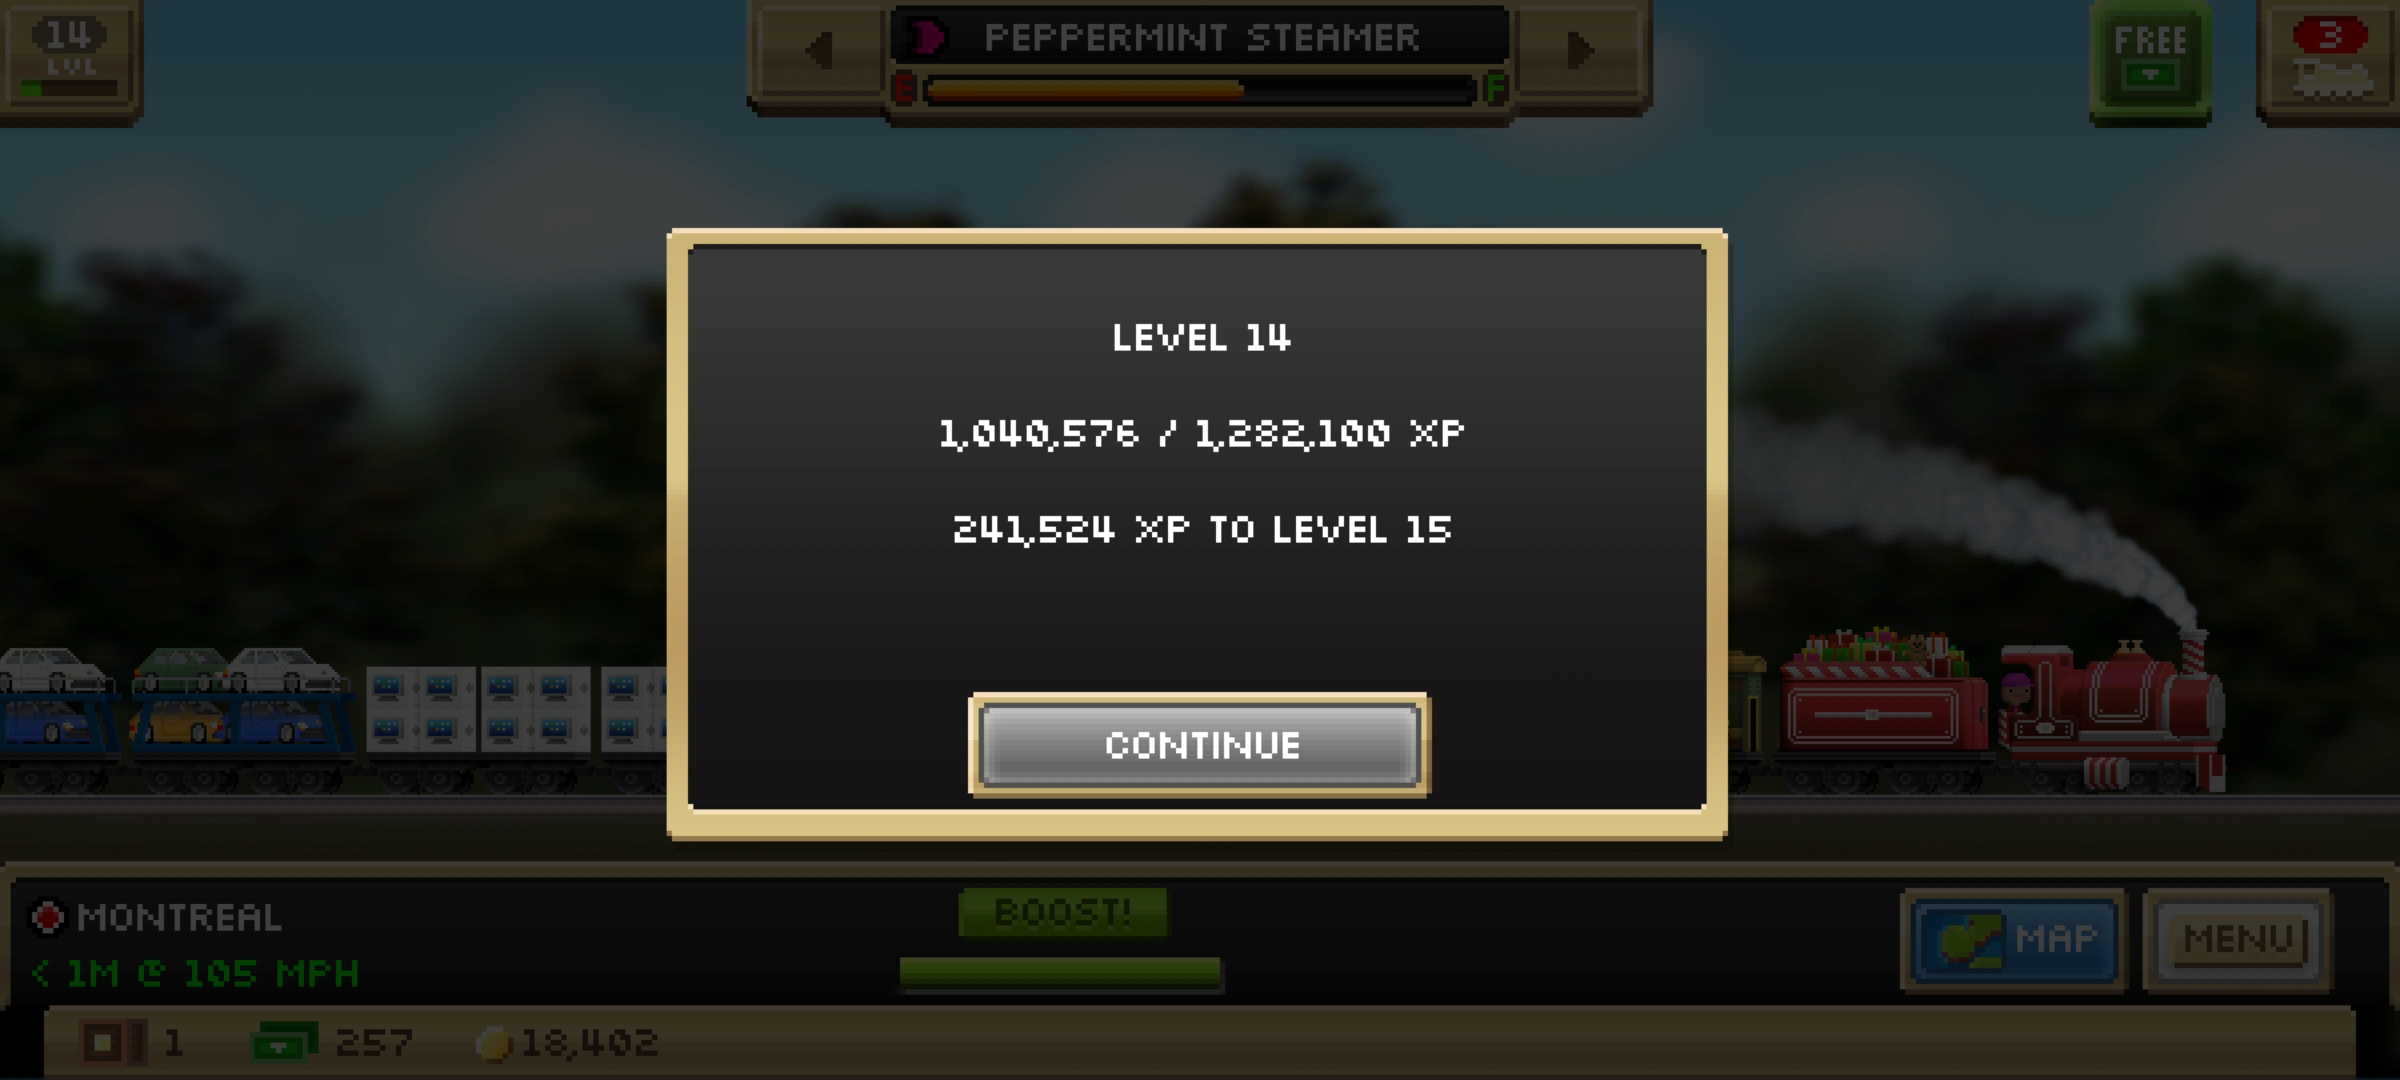 14
LVL
PEPPERMINT STEAMER
E F
FREE
3
LEVEL 14
1,040,576 / 1,282,100 XP
241,524 XP TO LEVEL 15
CONTINUE
MONTREAL
< 1M @ 105 MPH
BOOST!
MAP
MENU
1 257 18,402